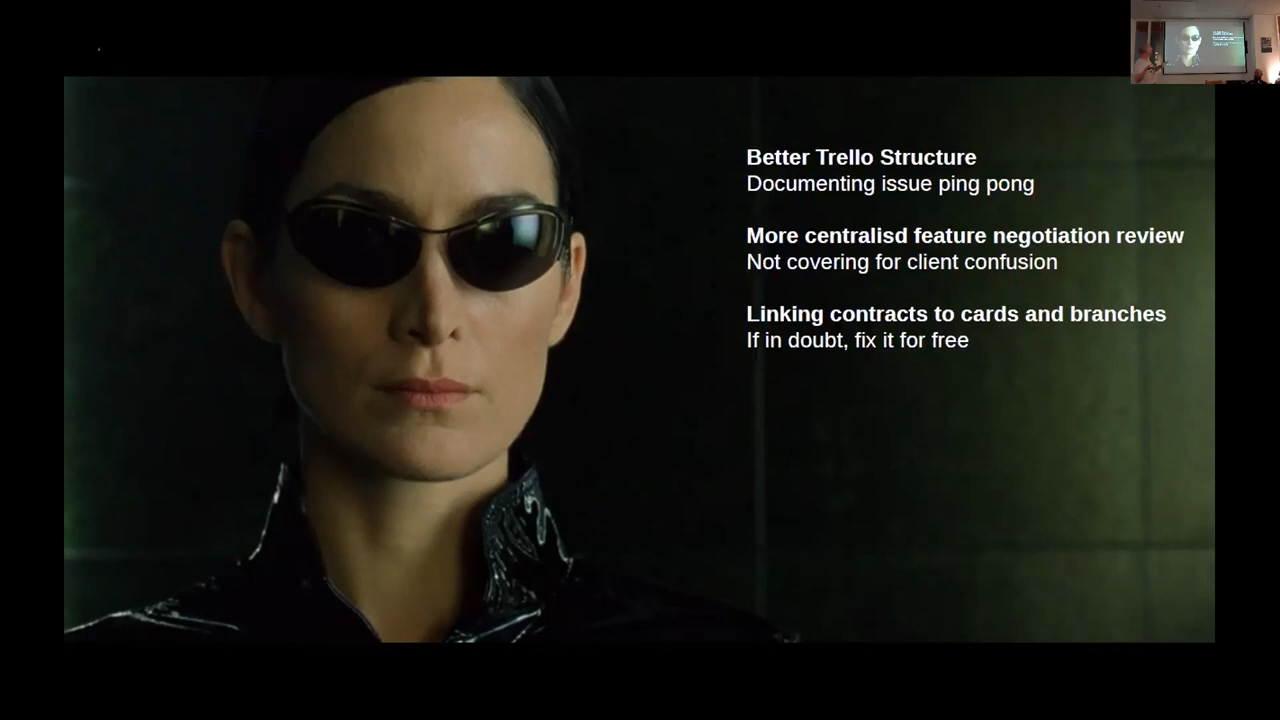 Better Trello Structure
Documenting issue ping pong
More centralisd feature negotiation review
Not covering for client confusion
Linking contracts to cards and branches
If in doubt, fix it for free